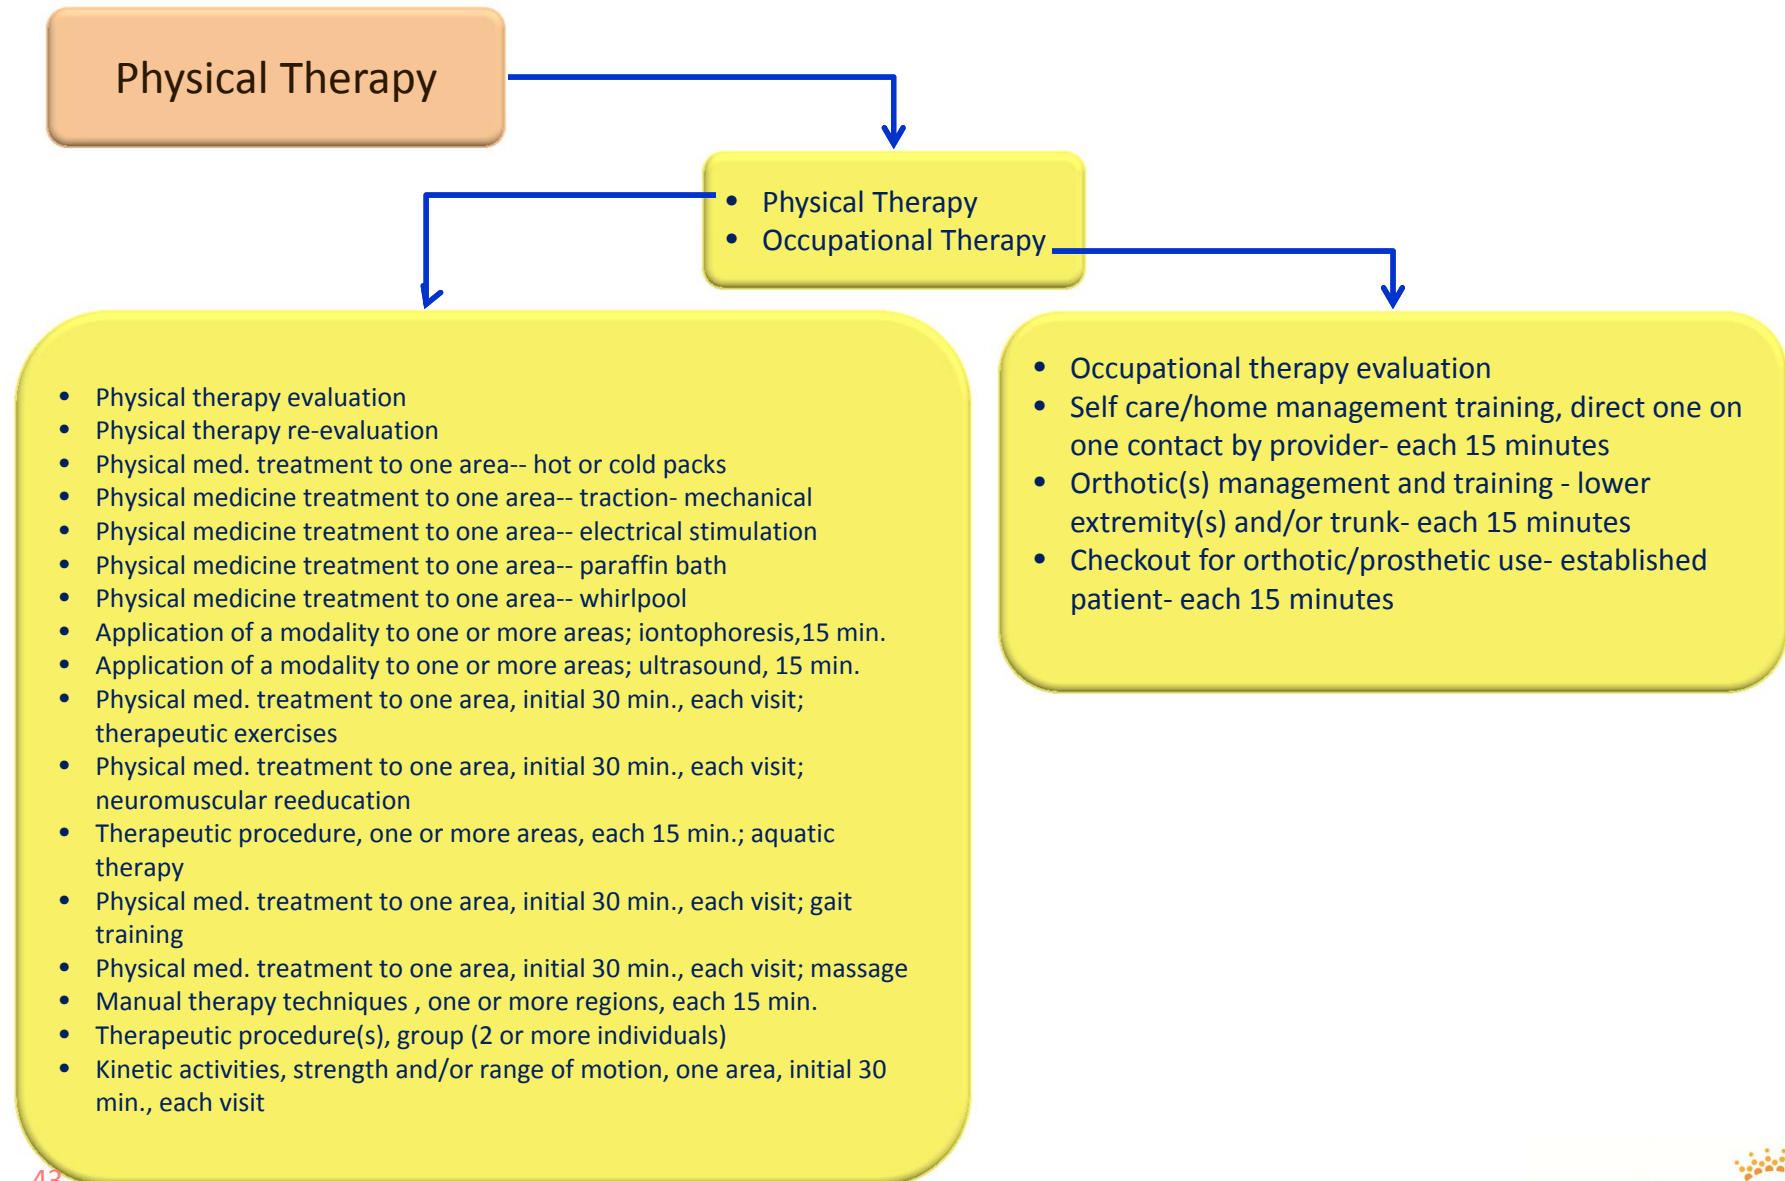 Physical Therapy
• Physical Therapy
• Occupational Therapy
• Physical therapy evaluation
• Physical therapy re-evaluation
• Physical med. treatment to one area-- hot or cold packs
• Physical medicine treatment to one area-- traction- mechanical
• Physical medicine treatment to one area-- electrical stimulation
• Physical medicine treatment to one area-- paraffin bath
• Physical medicine treatment to one area-- whirlpool
• Application of a modality to one or more areas; iontophoresis,15 min.
• Application of a modality to one or more areas; ultrasound, 15 min.
• Physical med. treatment to one area, initial 30 min., each visit;
therapeutic exercises
• Physical med. treatment to one area, initial 30 min., each visit;
neuromuscular reeducation
• Therapeutic procedure, one or more areas, each 15 min.; aquatic
therapy
• Physical med. treatment to one area, initial 30 min., each visit; gait
training
• Physical med. treatment to one area, initial 30 min., each visit; massage
• Manual therapy techniques , one or more regions, each 15 min.
• Therapeutic procedure(s), group (2 or more individuals)
• Kinetic activities, strength and/or range of motion, one area, initial 30
min., each visit
• Occupational therapy evaluation
• Self care/home management training, direct one on
one contact by provider- each 15 minutes
• Orthotic(s) management and training - lower
extremity(s) and/or trunk- each 15 minutes
• Checkout for orthotic/prosthetic use- established
patient- each 15 minutes
43